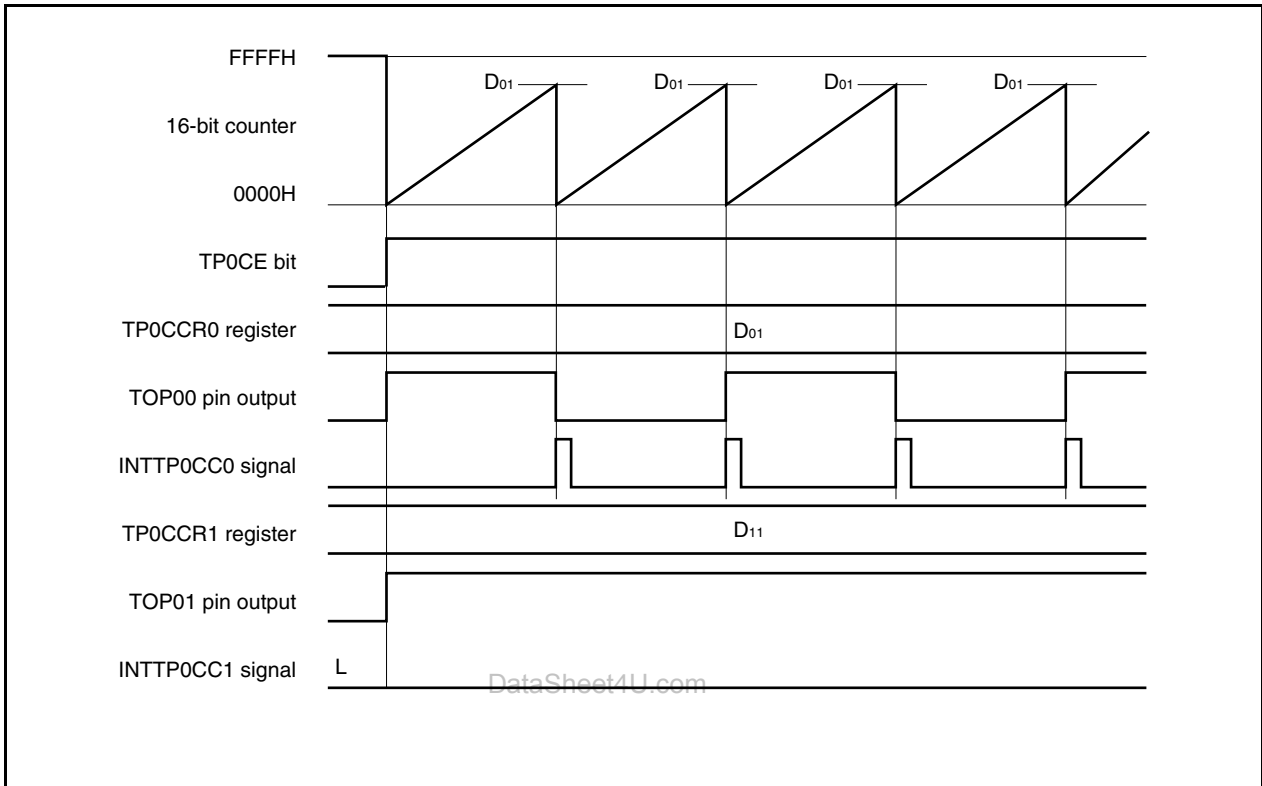 FFFFH
D01 D01 D01 D01
16-bit counter
0000H
TP0CE bit
TP0CCR0 register D01
TOP00 pin output
INTTP0CC0 signal
TP0CCR1 register D11
TOP01 pin output
INTTP0CC1 signal L
DataSheet4U.com